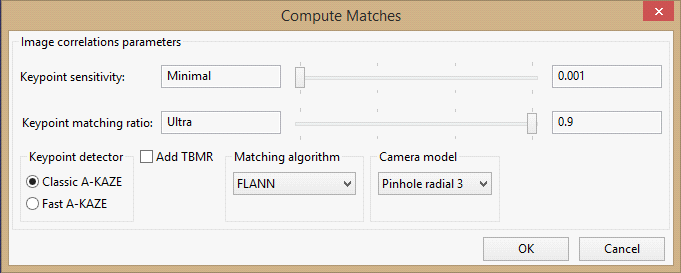 Compute Matches
Image correlations parameters
Keypoint sensitivity: Minimal 0.001
Keypoint matching ratio: Ultra 0.9
Keypoint detector Add TBMR Matching algorithm Camera model
Classic A-KAZE FLANN Pinhole radial 3
Fast A-KAZE
OK Cancel